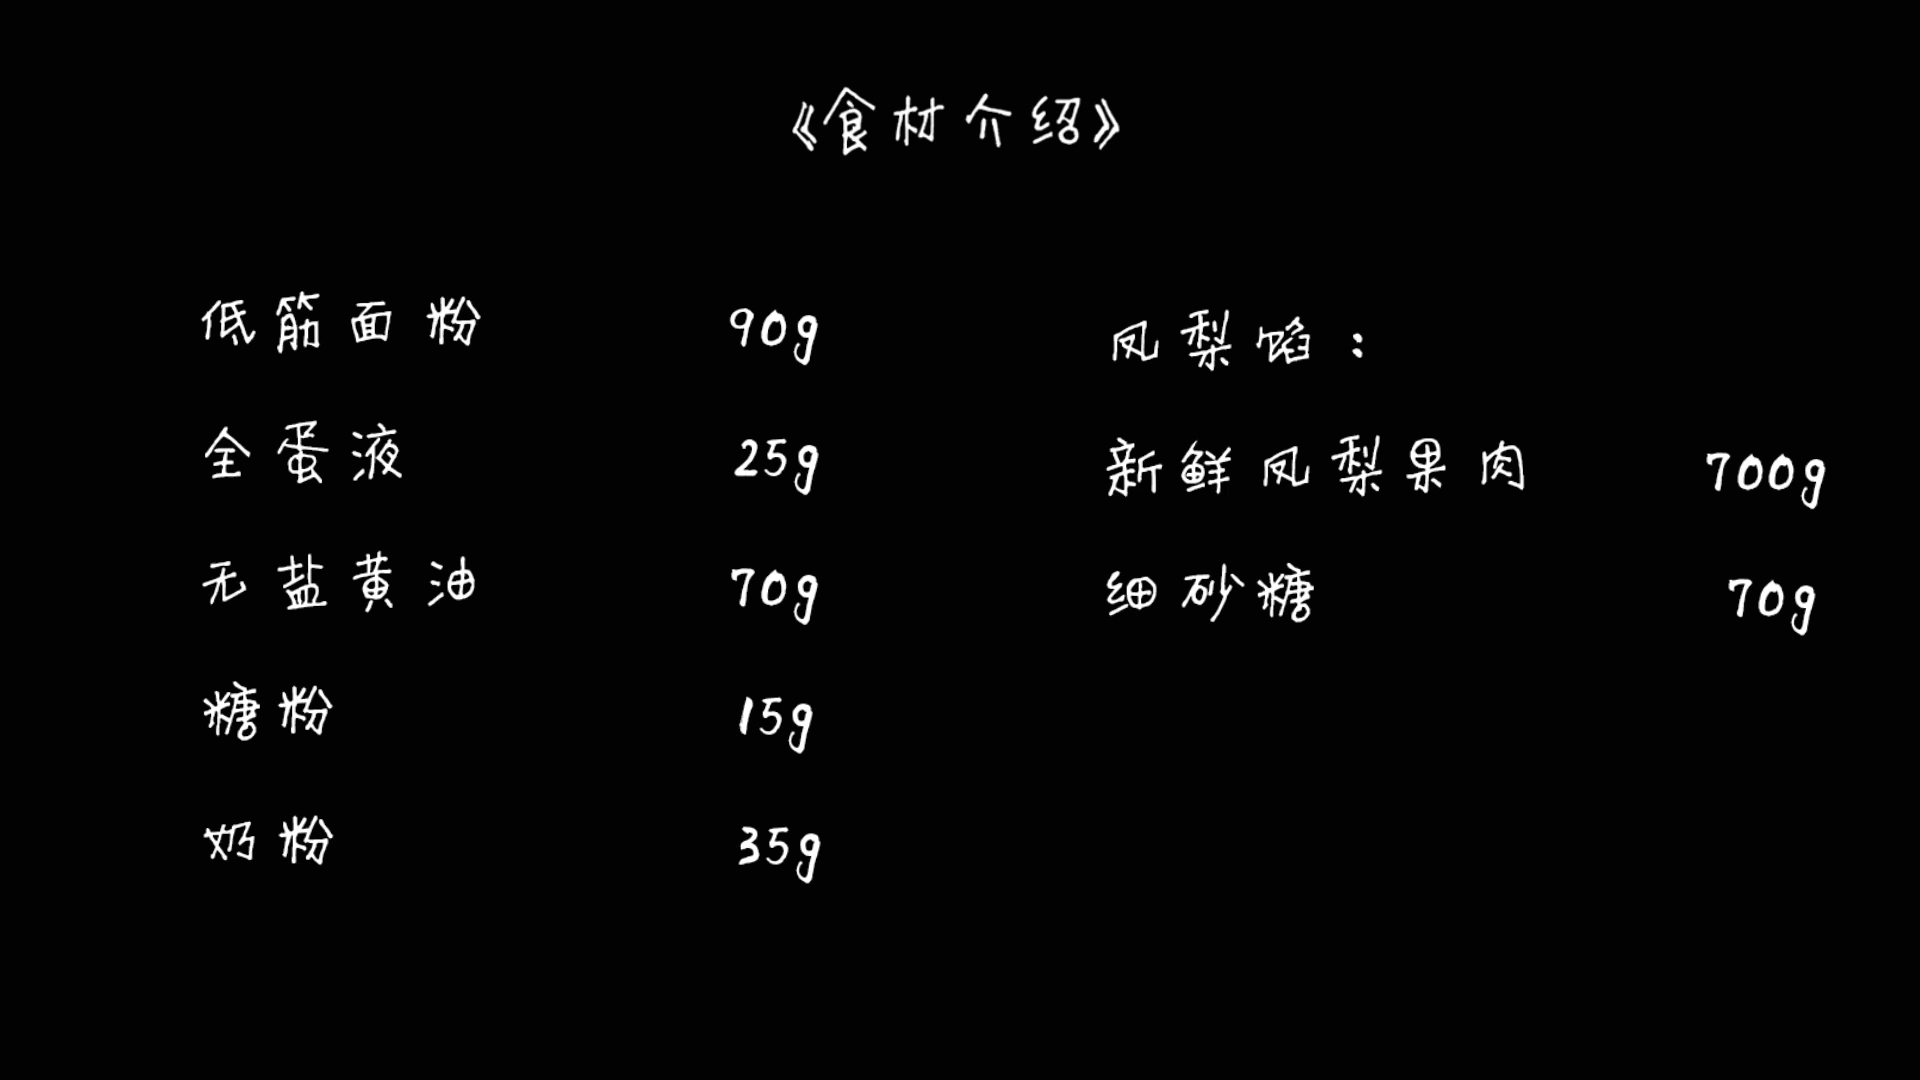 《食材介绍》
低筋面粉 90g
全蛋液 25g
无盐黄油 70g
糖粉 15g
奶粉 35g
凤梨馅：
新鲜凤梨果肉 700g
细砂糖 70g